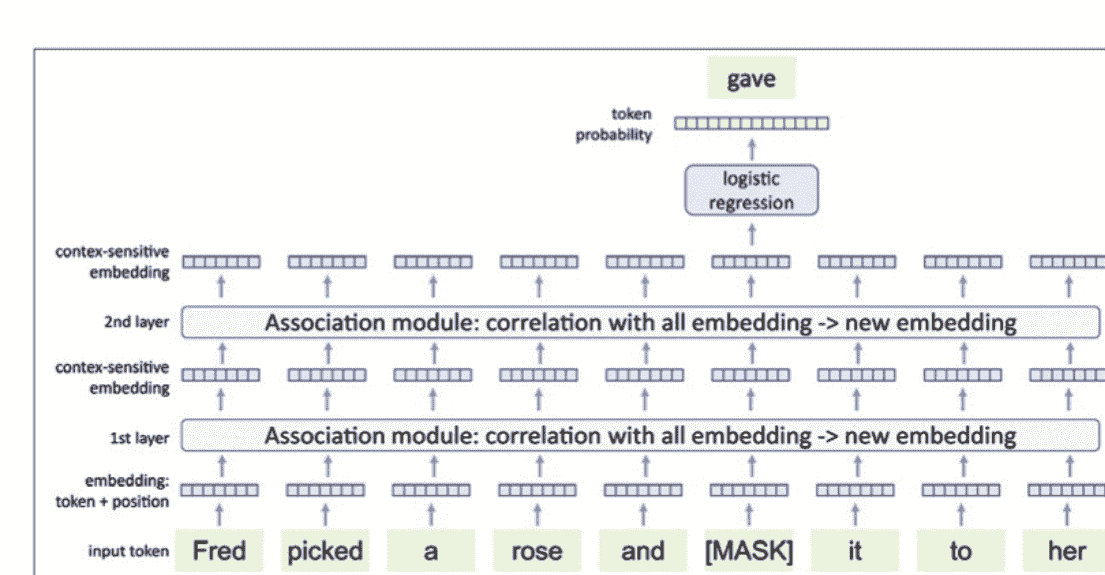 gave
token
probability
logistic
regression
contex-sensitive
embedding
2nd layer
Association module: correlation with all embedding -> new embedding
contex-sensitive
embedding
1st layer
Association module: correlation with all embedding -> new embedding
embedding:
token + position
input token Fred picked a rose and [MASK] it to her